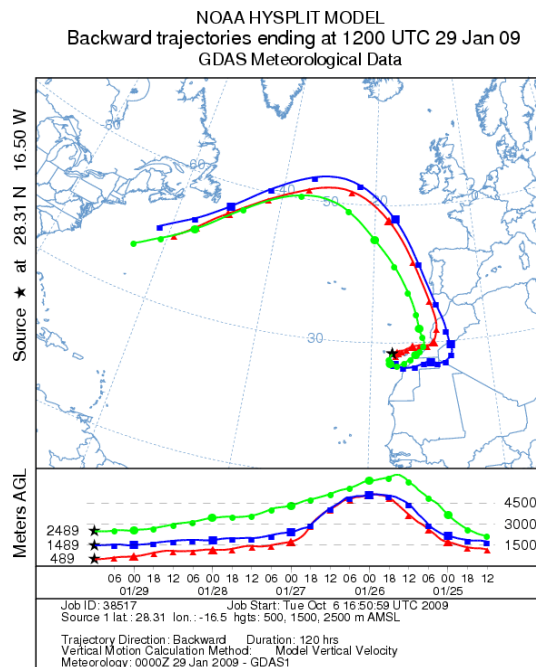 NOAA HYSPLIT MODEL
Backward trajectories ending at 1200 UTC 29 Jan 09
GDAS Meteorological Data
Source ★ at 28.31 N 16.50 W
30
40
30
20
30
20
Meters AGL
2489
1489
489
4500
3000
1500
06 00 18 12 06 00 18 12 06 00 18 12 06 00 18 12 06 00 18 12
01/29 01/28 01/27 01/26 01/25
Job ID: 38517 Job Start: Tue Oct 6 16:50:59 UTC 2009
Source 1 lat.: 28.31 lon.: -16.5 hgts: 500, 1500, 2500 m AMSL
Trajectory Direction: Backward Duration: 120 hrs
Vertical Motion Calculation Method: Model Vertical Velocity
Meteorology: 0000Z 29 Jan 2009 - GDAS1